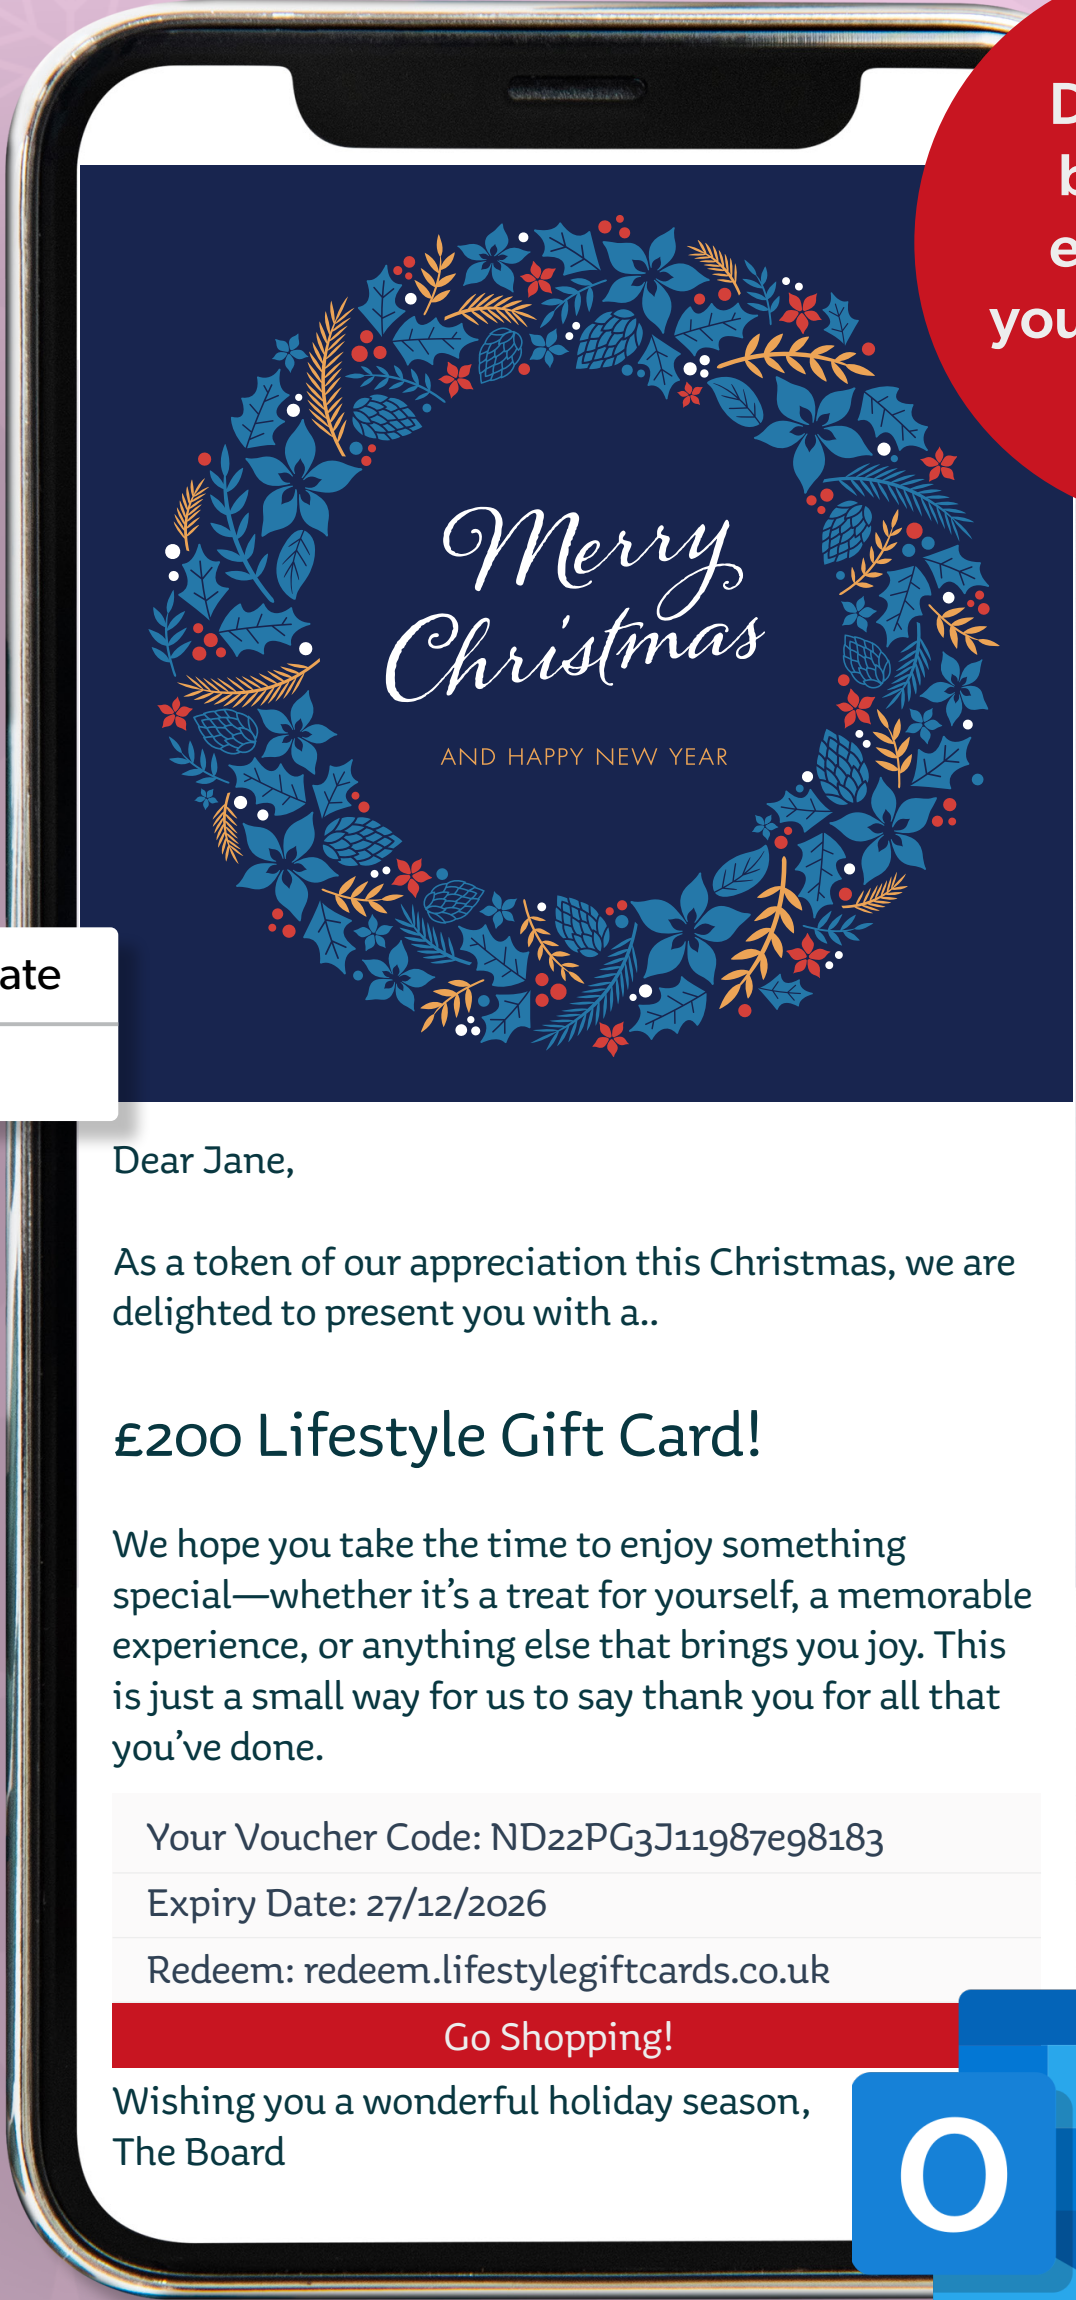 you
Merry
Christmas
AND HAPPY NEW YEAR
Dear Jane,
As a token of our appreciation this Christmas, we are
delighted to present you with a..
£200 Lifestyle Gift Card!
We hope you take the time to enjoy something
special—whether it's a treat for yourself, a memorable
experience, or anything else that brings you joy. This
is just a small way for us to say thank you for all that
you've done.
Your Voucher Code: ND22PG3J11987e98183
Expiry Date: 27/12/2026
Redeem: redeem.lifestylegiftcards.co.uk
Go Shopping!
Wishing you a wonderful holiday season,
The Board
O